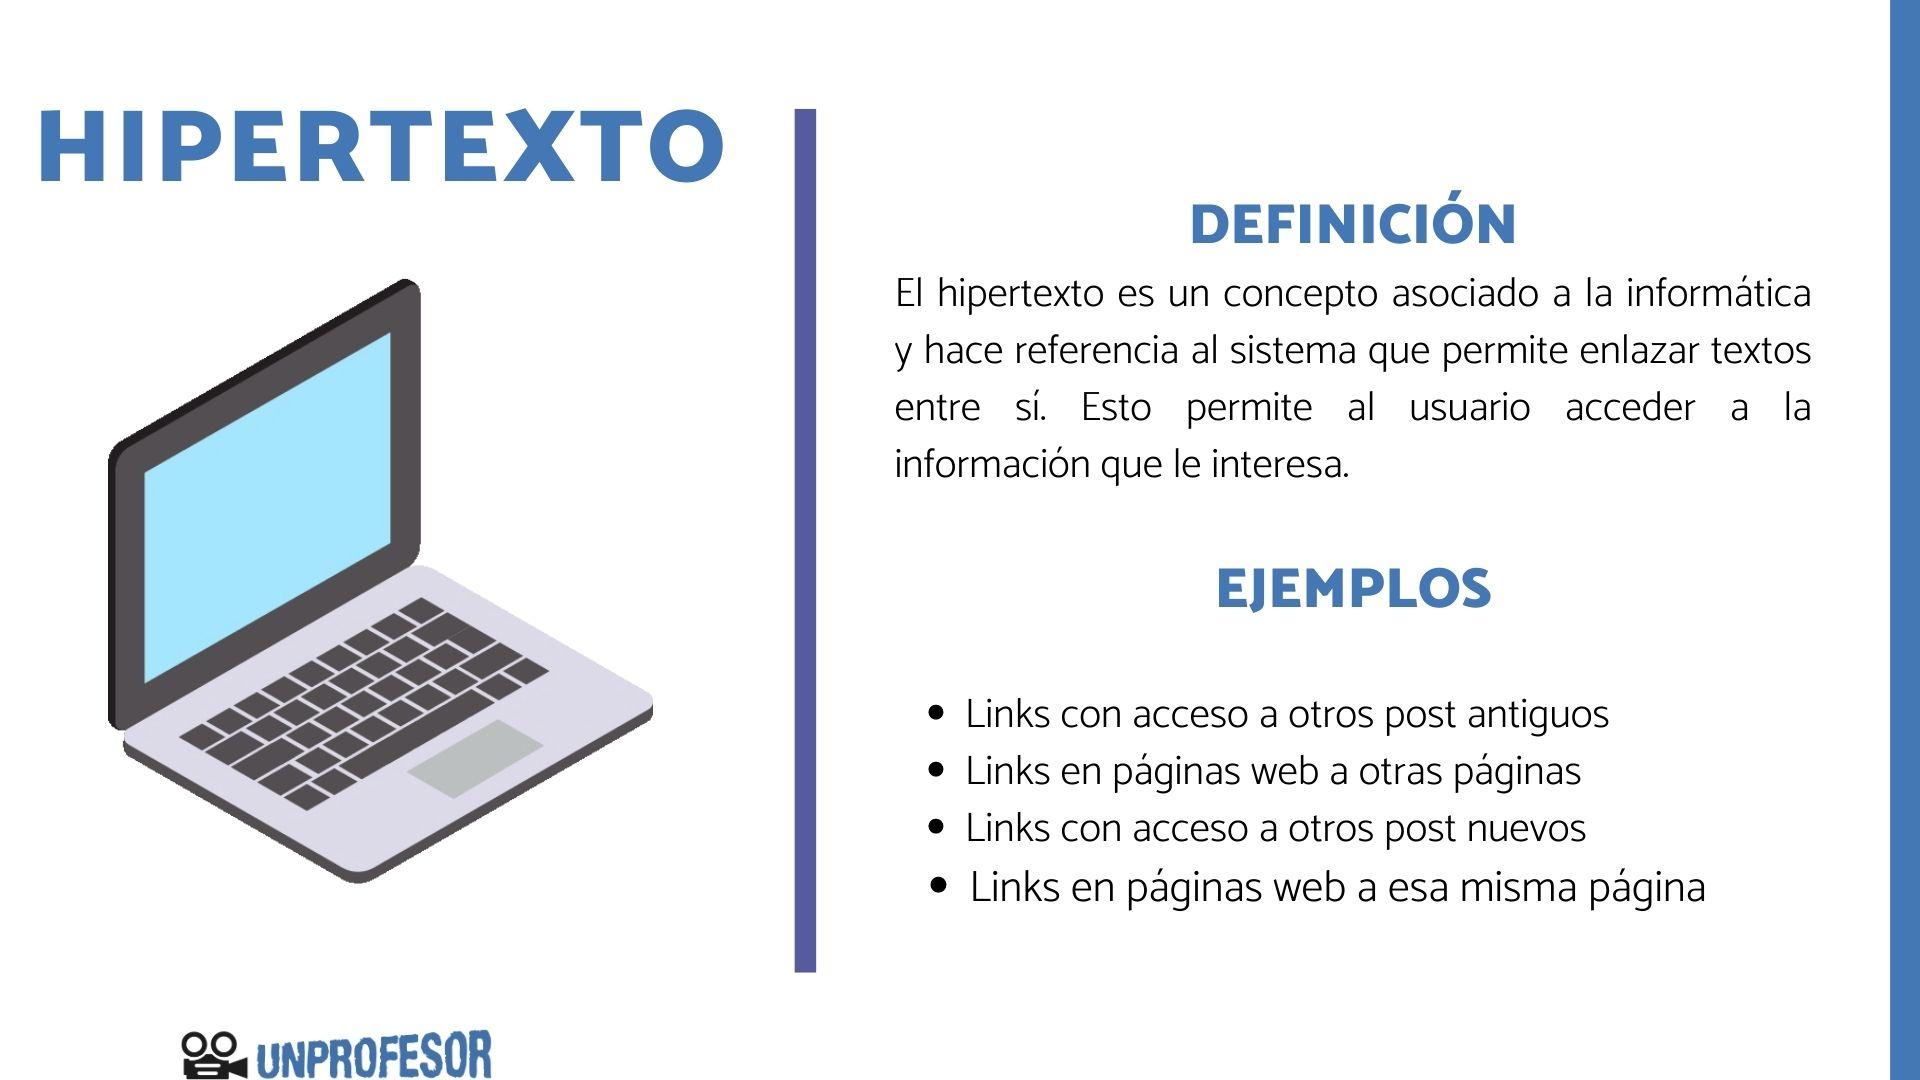 HIPERTEXTO
DEFINICIÓN
El hipertexto es un concepto asociado a la informática
y hace referencia al sistema que permite enlazar textos
entre sí. Esto permite al usuario acceder a la
información que le interesa.
EJEMPLOS
Links con acceso a otros post antiguos
Links en páginas web a otras páginas
Links con acceso a otros post nuevos
Links en páginas web a esa misma página
UNPROFESOR